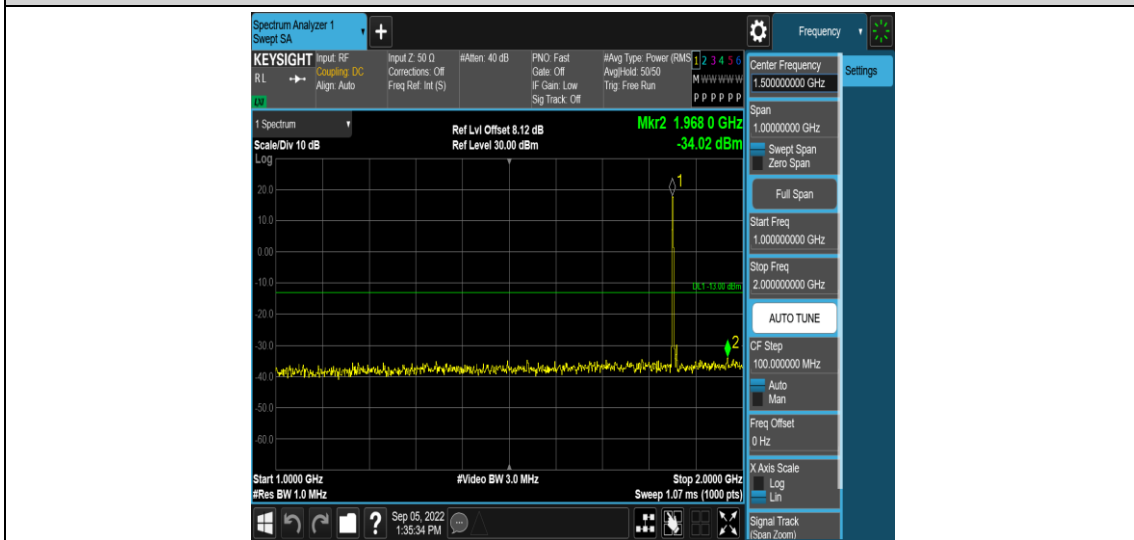 Spectrum Analyzer 1
Swept SA
+
Frequency
KEYSIGHT
RL
LXI
Input: RF
Coupling: DC
Align: Auto
Input Z: 50 Ω
Corrections: Off
Freq Ref: Int (S)
#Atten: 40 dB
PNO: Fast
Gate: Off
IF Gain: Low
Sig Track: Off
#Avg Type: Power (RMS
Avg|Hold: 50/50
Trig: Free Run
1 2 3 4 5 6
M W W W W W
P P P P P P
1 Spectrum
Scale/Div 10 dB
Log
Ref Lvl Offset 8.12 dB
Ref Level 30.00 dBm
Mkr2 1.968 0 GHz
-34.02 dBm
1
20.0
10.0
0.00
-10.0
DL1 -13.00 dBm
-20.0
-30.0
2
-40.0
-50.0
-60.0
Start 1.0000 GHz
#Res BW 1.0 MHz
#Video BW 3.0 MHz
Stop 2.0000 GHz
Sweep 1.07 ms (1000 pts)
?
Sep 05, 2022
1:35:34 PM
Center Frequency
1.500000000 GHz
Settings
Span
1.00000000 GHz
Swept Span
Zero Span
Full Span
Start Freq
1.000000000 GHz
Stop Freq
2.000000000 GHz
AUTO TUNE
CF Step
100.000000 MHz
Auto
Man
Freq Offset
0 Hz
X Axis Scale
Log
Lin
Signal Track
(Span Zoom)